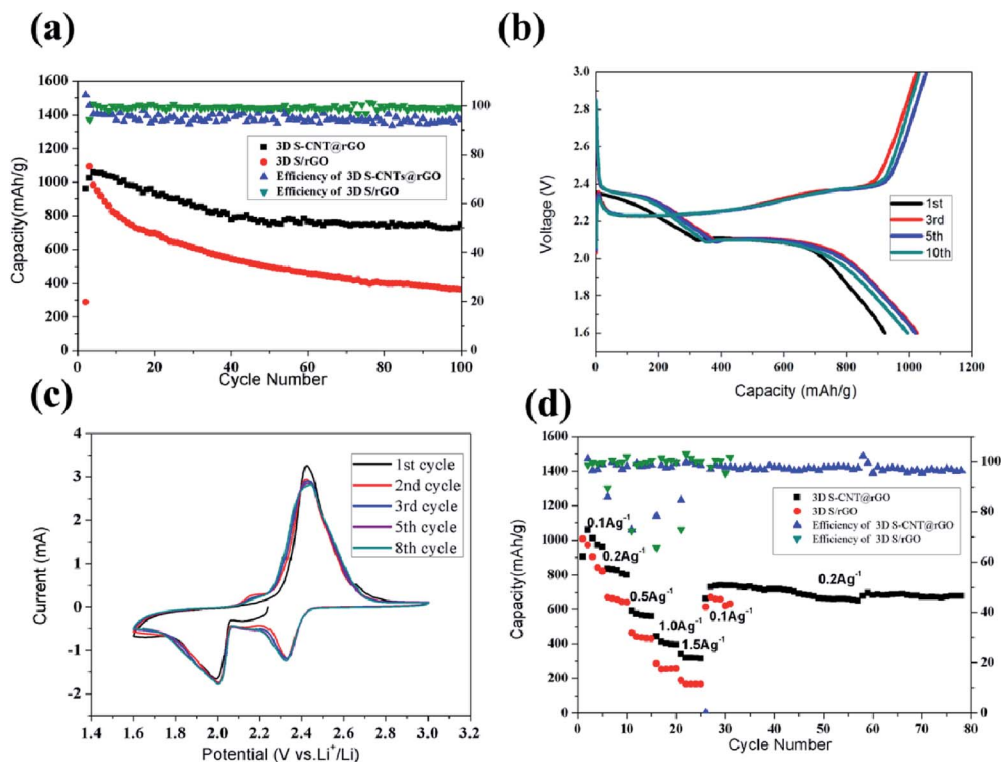 (a)
1600
1400
1200
1000
800
600
400
200
0
100
80
60
40
20
0
Capacity(mAh/g)
3D S-CNT@rGO
3D S/rGO
Efficiency of 3D S-CNTs@rGO
Efficiency of 3D S/rGO
0 20 40 60 80 100
Cycle Number
(b)
3.0
2.8
2.4
2.2
2.0
1.8
1.6
Voltage (V)
1st
3rd
5th
10th
0 200 400 600 800 1000 1200
Capacity (mAh/g)
(c)
4
3
2
1
0
-1
-2
Current (mA)
1st cycle
2nd cycle
3rd cycle
5th cycle
8th cycle
1.4 1.6 1.8 2.0 2.2 2.4 2.6 2.8 3.0 3.2
Potential (V vs.Li⁺/Li)
(d)
1600
1400
1200
1000
800
600
400
200
0
100
80
60
40
20
0
Capacity(mAh/g)
3D S-CNT@rGO
3D S/rGO
Efficiency of 3D S-CNT@rGO
Efficiency of 3D S/rGO
0.1Ag⁻¹
0.2Ag⁻¹
0.5Ag⁻¹
1.0Ag⁻¹
1.5Ag⁻¹
0.1Ag⁻¹
0.2Ag⁻¹
0 10 20 30 40 50 60 70 80
Cycle Number